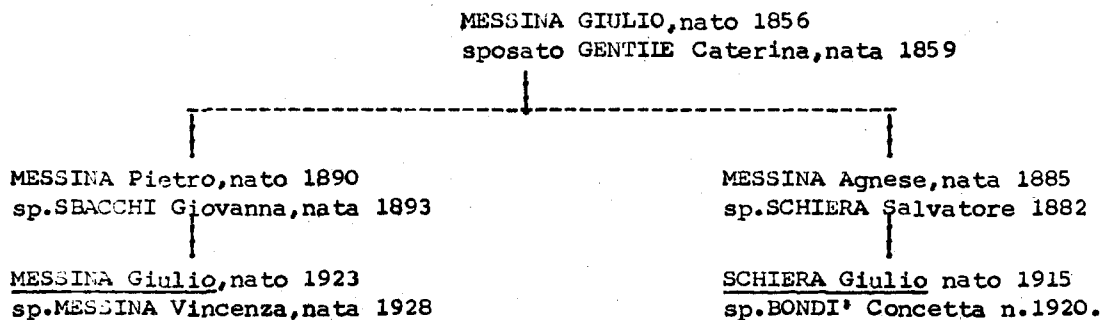 MESSINA GIULIO,nato 1856
sposato GENTILE Caterina,nata 1859
MESSINA Pietro,nato 1890
sp.SBACCHI Giovanna,nata 1893
MESSINA Agnese,nata 1885
sp.SCHIERA Salvatore 1882
MESSINA Giulio,nato 1923
sp.MESSINA Vincenza,nata 1928
SCHIERA Giulio nato 1915
sp.BONDI' Concetta n.1920.